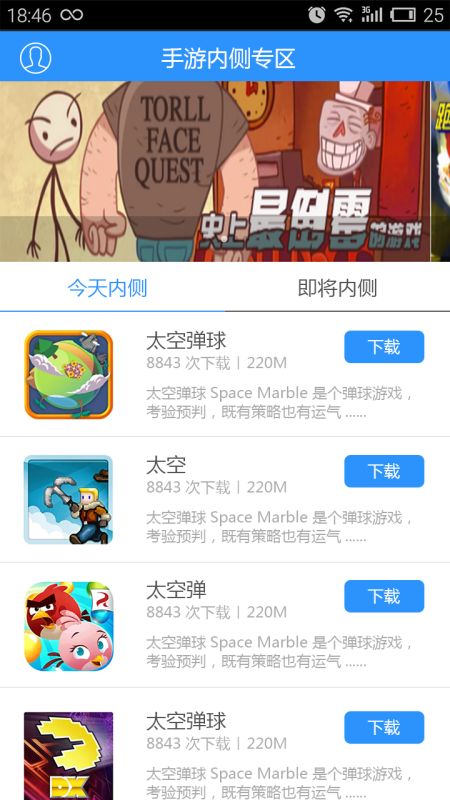 18:46
3G
25
手游内侧专区
TORLL
FACE
QUEST
史上最倒霉的游戏
跑
今天内侧
即将内侧
太空弹球
8843 次下载 | 220M
下载
太空弹球 Space Marble 是个弹球游戏，
考验预判，既有策略也有运气 ......
太空
8843 次下载 | 220M
下载
太空弹球 Space Marble 是个弹球游戏，
考验预判，既有策略也有运气 ......
太空弹
8843 次下载 | 220M
下载
太空弹球 Space Marble 是个弹球游戏，
考验预判，既有策略也有运气 ......
太空弹球
8843 次下载 | 220M
下载
太空弹球 Space Marble 是个弹球游戏，
考验预判，既有策略也有运气 ......
DX